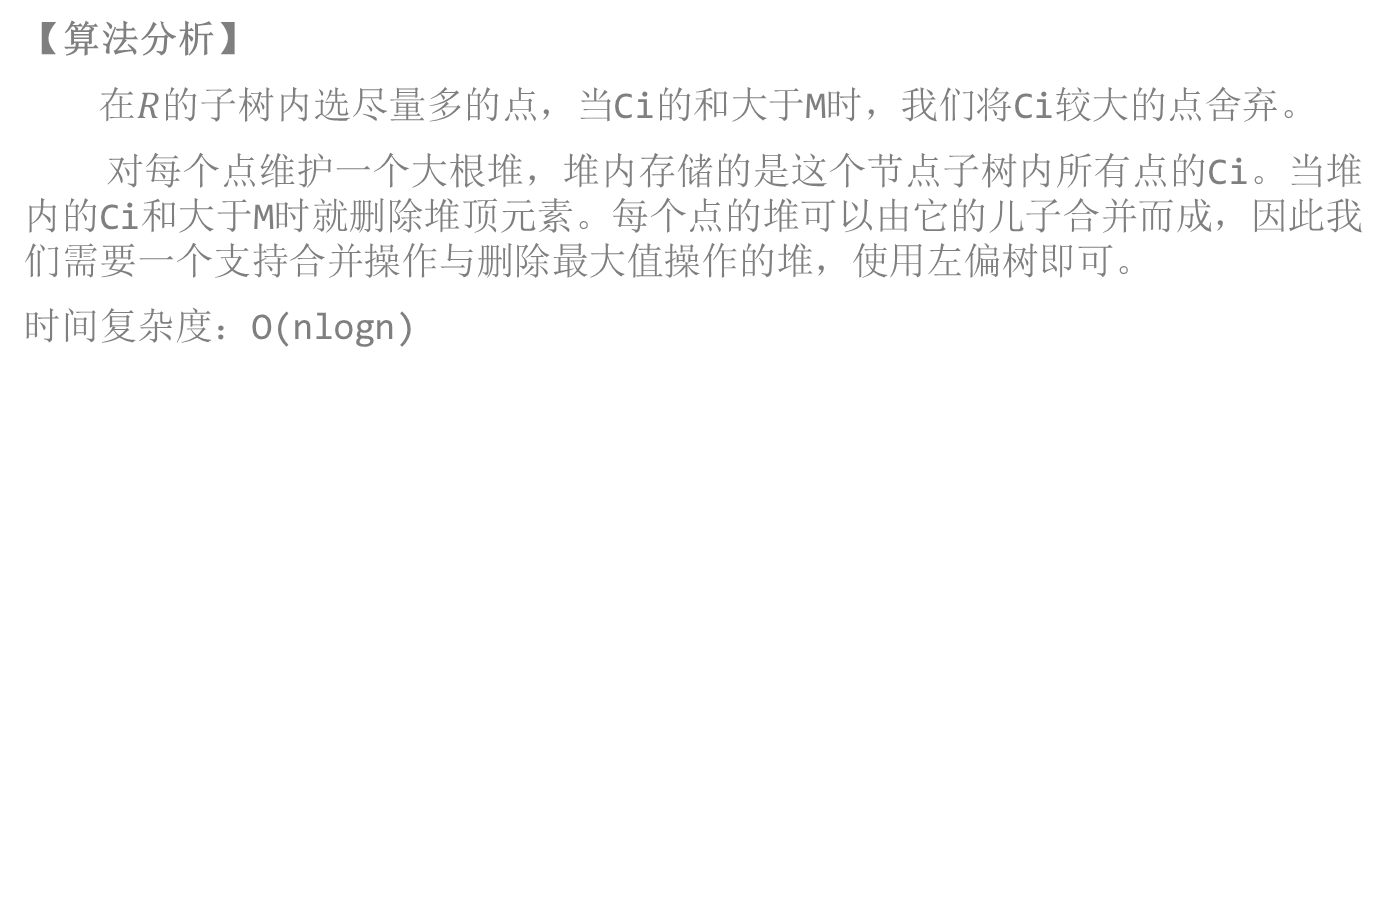 【算法分析】
在R的子树内选尽量多的点，当Ci的和大于M时，我们将Ci较大的点舍弃。
对每个点维护一个大根堆，堆内存储的是这个节点子树内所有点的Ci。当堆
内的Ci和大于M时就删除堆顶元素。每个点的堆可以由它的儿子合并而成，因此我
们需要一个支持合并操作与删除最大值操作的堆，使用左偏树即可。
时间复杂度：O(nlogn)